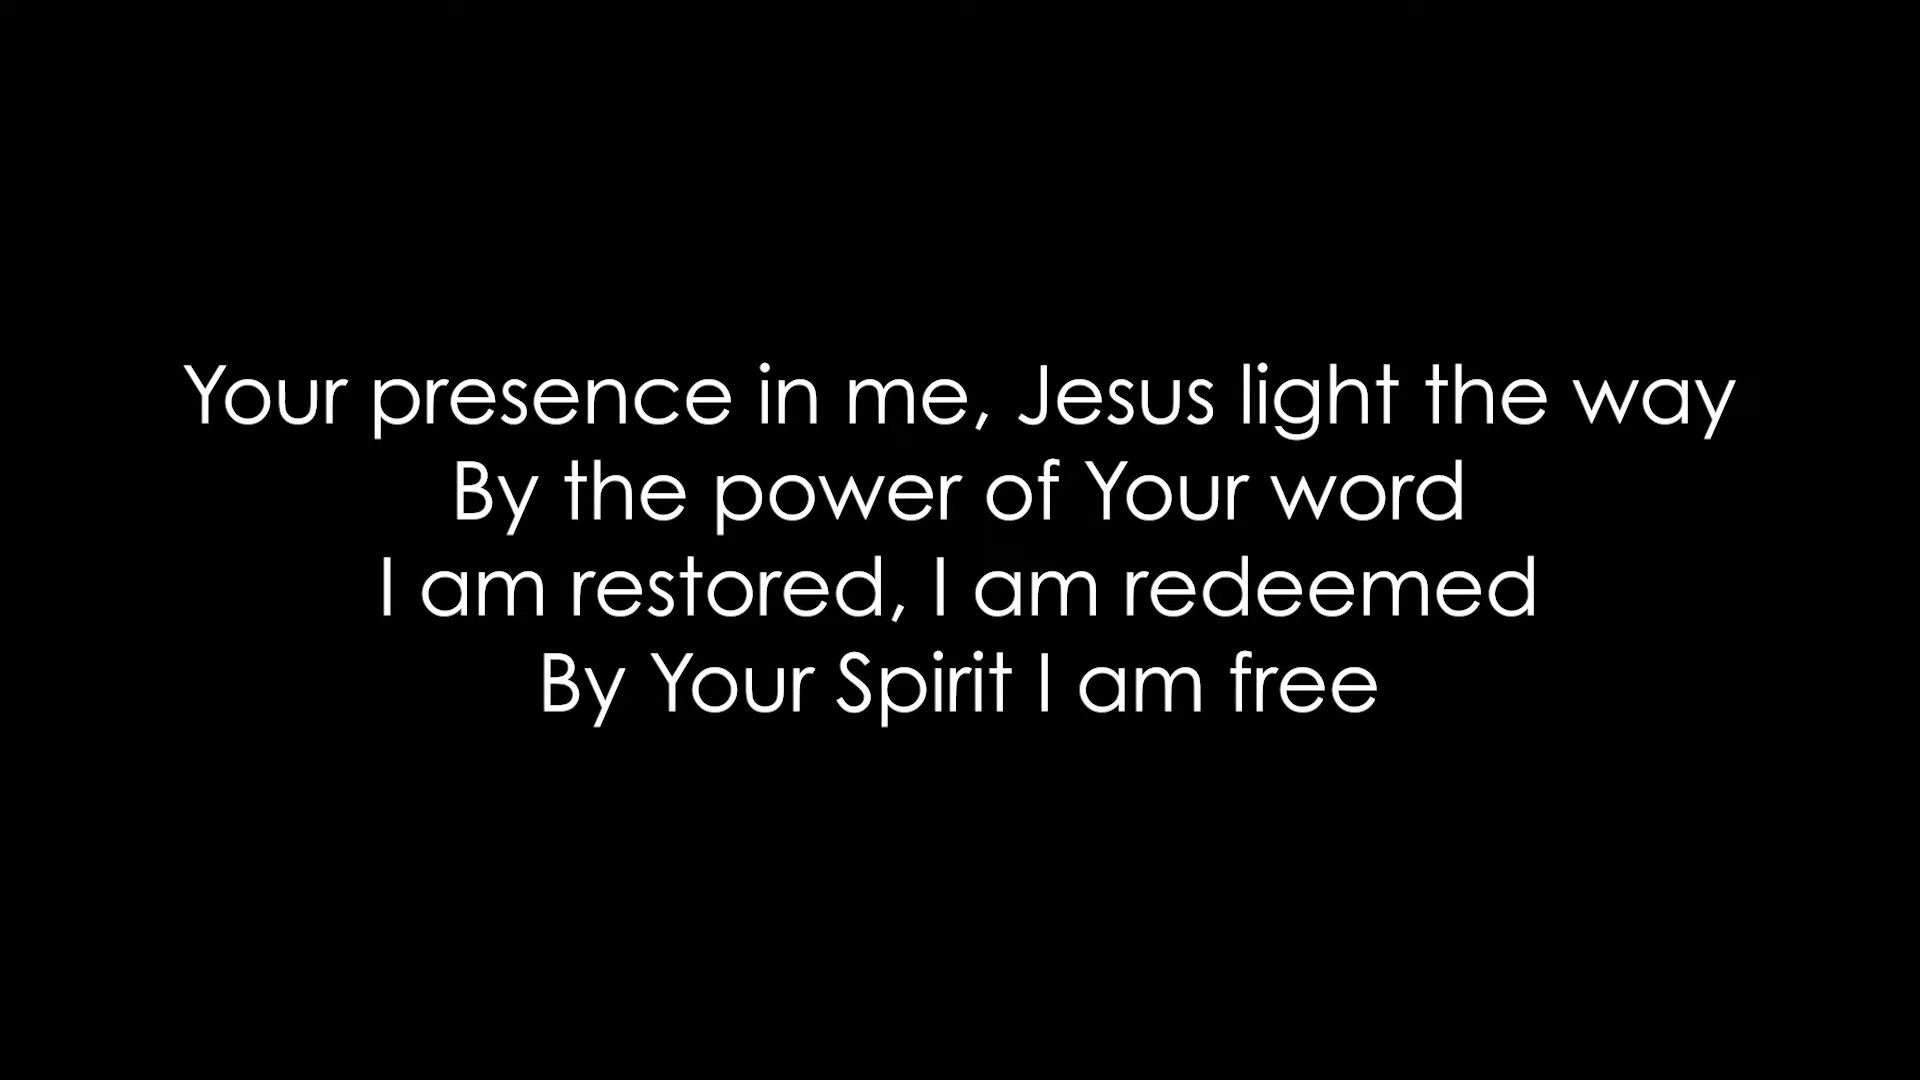 Your presence in me, Jesus light the way
By the power of Your word
I am restored, I am redeemed
By Your Spirit I am free